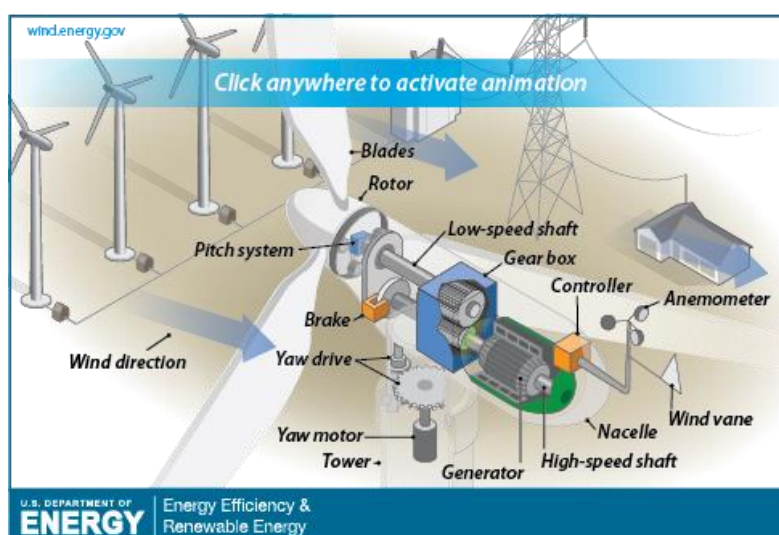 wind.energy.gov
Click anywhere to activate animation
Blades
Rotor
Low-speed shaft
Pitch system
Gear box
Controller
Anemometer
Brake
Wind direction
Yaw drive
Wind vane
Yaw motor
Nacelle
Tower
Generator
High-speed shaft
U.S. DEPARTMENT OF
ENERGY
Energy Efficiency &
Renewable Energy